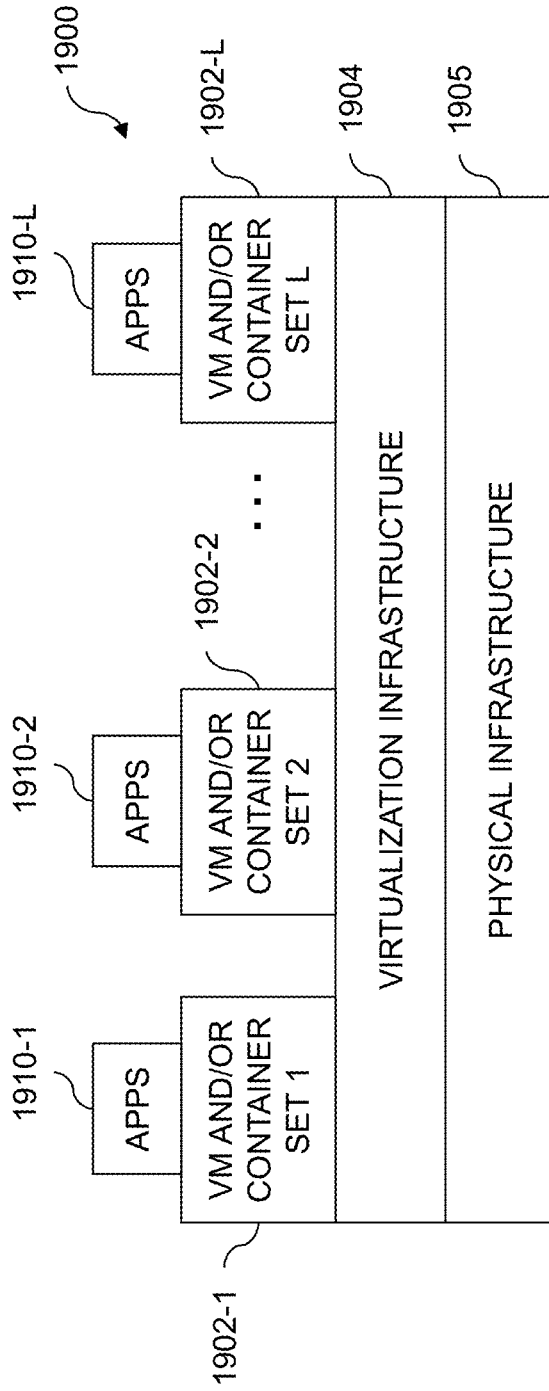 1900
1910-1
1910-2
1910-L
APPS
APPS
APPS
1902-1
VM AND/OR
CONTAINER
SET 1
VM AND/OR
CONTAINER
SET 2
1902-2
. . .
VM AND/OR
CONTAINER
SET L
1902-L
VIRTUALIZATION INFRASTRUCTURE
1904
PHYSICAL INFRASTRUCTURE
1905